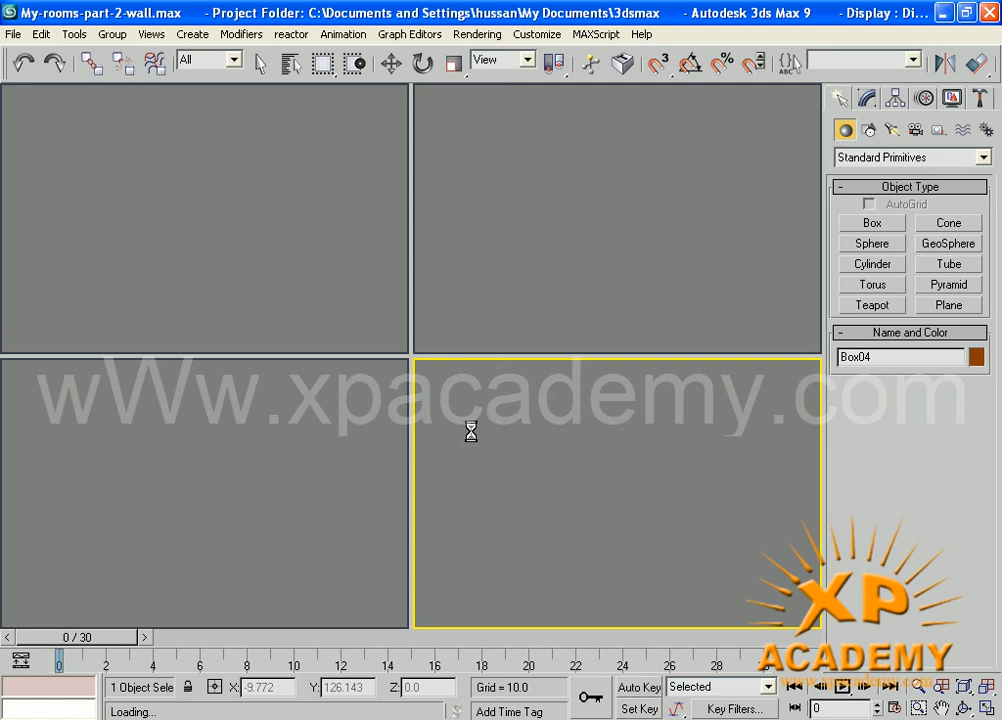 My-rooms-part-2-wall.max - Project Folder: C:\Documents and Settings\hussan\My Documents\3dsmax - Autodesk 3ds Max 9 - Display : Di...
File Edit Tools Group Views Create Modifiers reactor Animation Graph Editors Rendering Customize MAXScript Help
All View 3 % ABC
Standard Primitives
- Object Type
AutoGrid
Box Cone
Sphere GeoSphere
Cylinder Tube
Torus Pyramid
Teapot Plane
- Name and Color
Box04
wWw.xpacademy.com
XP
ACADEMY
www.xpacademy.com
< 0 / 30 >
0 2 4 6 8 10 12 14 16 18 20 22 24 26 28
1 Object Sele X: -9.772 Y: 126.143 Z: 0.0 Grid = 10.0 Auto Key Selected
Loading... Add Time Tag Set Key Key Filters... 0